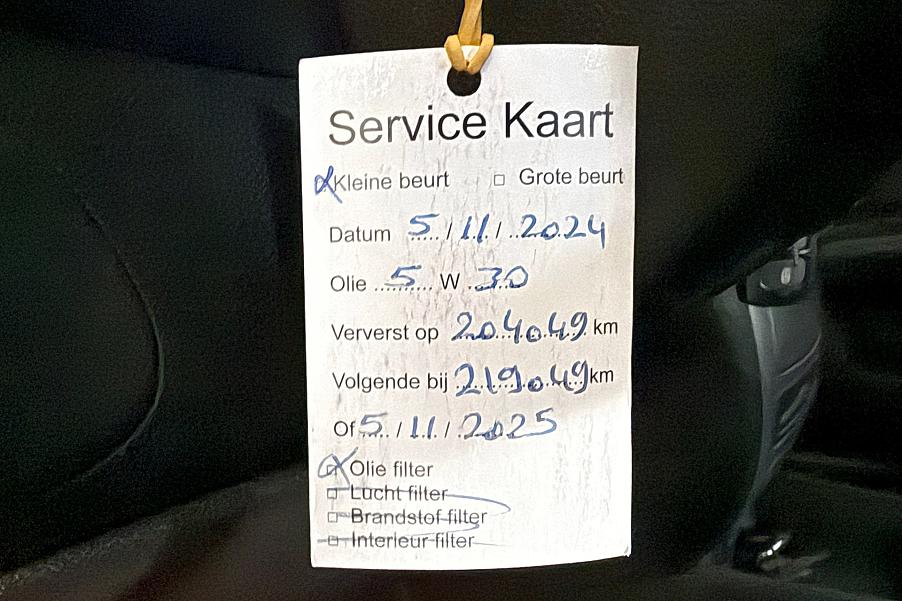 Service Kaart
☒ Kleine beurt ☐ Grote beurt
Datum 5 / 11 / 2024
Olie 5 W 30
Ververst op 204049 km
Volgende bij 219049 km
Of 5 / 11 / 2025
☒ Olie filter
☐ Lucht filter
☐ Brandstof filter
☐ Interieur filter